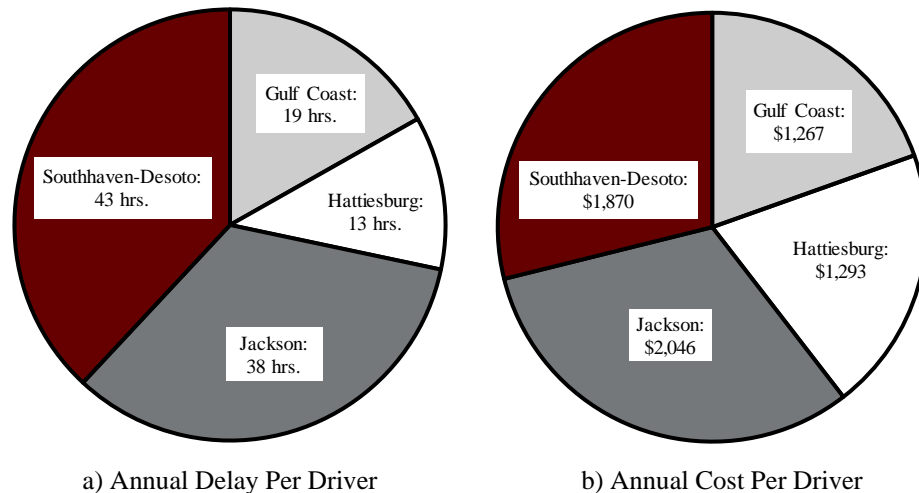 Gulf Coast:
19 hrs.
Southhaven-Desoto:
43 hrs.
Hattiesburg:
13 hrs.
Jackson:
38 hrs.
a) Annual Delay Per Driver
Gulf Coast:
$1,267
Southhaven-Desoto:
$1,870
Hattiesburg:
$1,293
Jackson:
$2,046
b) Annual Cost Per Driver